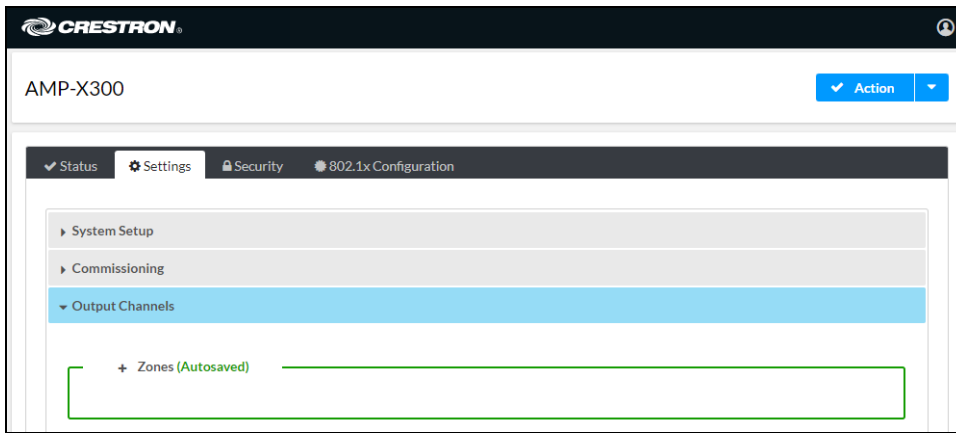 CRESTRON®
AMP-X300
Action
Status Settings Security 802.1x Configuration
System Setup
Commissioning
Output Channels
+ Zones (Autosaved)